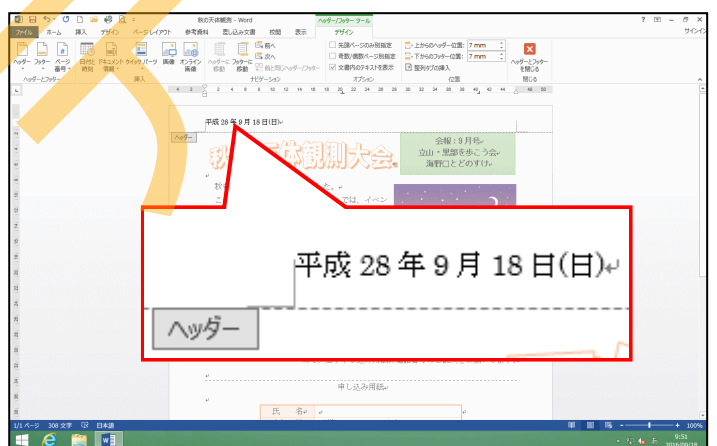 秋の天体観測 - Word
ヘッダー/フッター ツール
サインイン
ファイル ホーム 挿入 デザイン ページレイアウト 参考資料 差し込み文書 校閲 表示 デザイン
ヘッダー フッター ページ番号 日付と時刻 ドキュメント情報 クイックパーツ 画像 オンライン画像 ヘッダーに移動 フッターに移動
前へ
次へ
前と同じヘッダー/フッター
先頭ページのみ別指定
奇数/偶数ページ別指定
文書内のテキストを表示
上からのヘッダー位置: 7 mm
下からのフッター位置: 7 mm
整列タブの挿入
ヘッダーとフッターを閉じる
ヘッダーとフッター 挿入 ナビゲーション オプション 位置 閉じる
平成 28 年 9 月 18 日(日)
ヘッダー
会報:9 月号
立山・黒部を歩こう会
海野口とどのすけ
では、イベン
平成 28 年 9 月 18 日(日)
ヘッダー
申し込み用紙
氏 名
1/1 ページ 308 文字 日本語
100%
9:51
2016/09/18